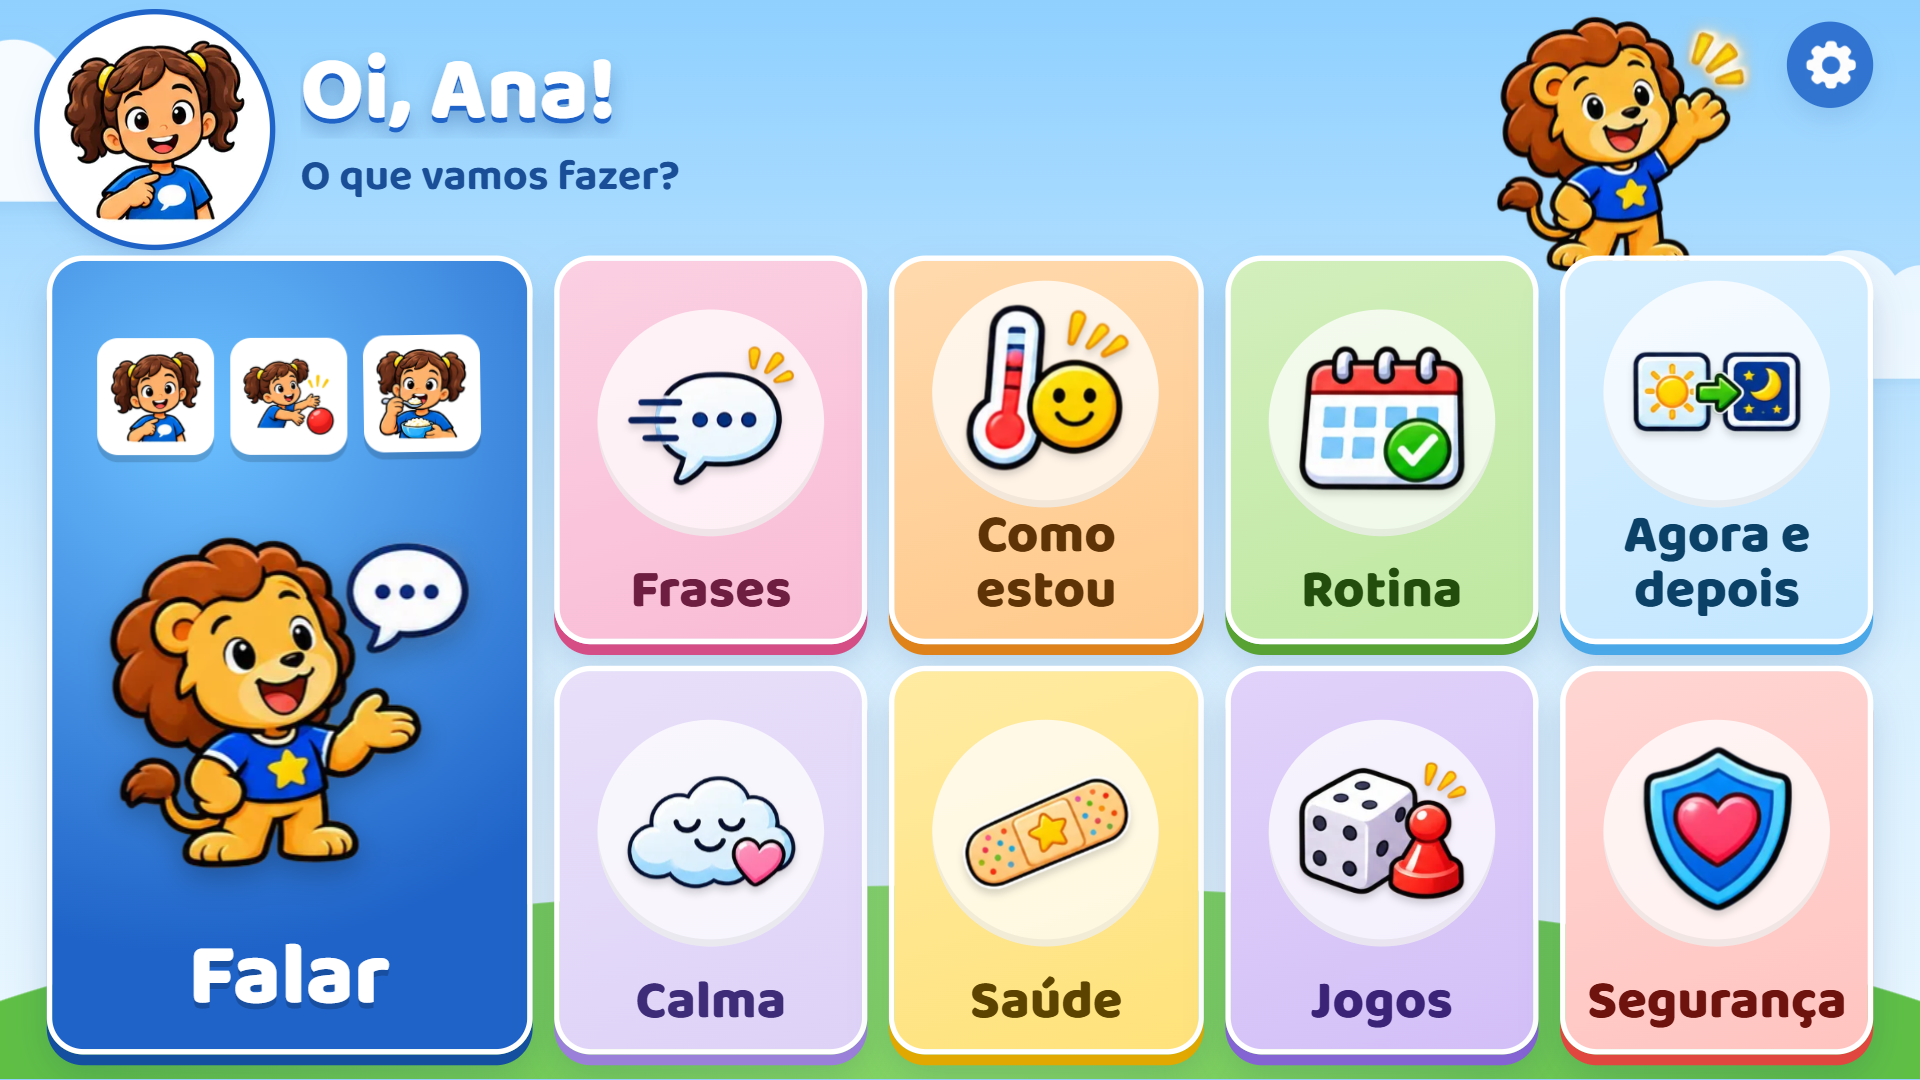 Oi, Ana!
O que vamos fazer?
Falar
Frases
Como
estou
Rotina
Agora e
depois
Calma
Saúde
Jogos
Segurança